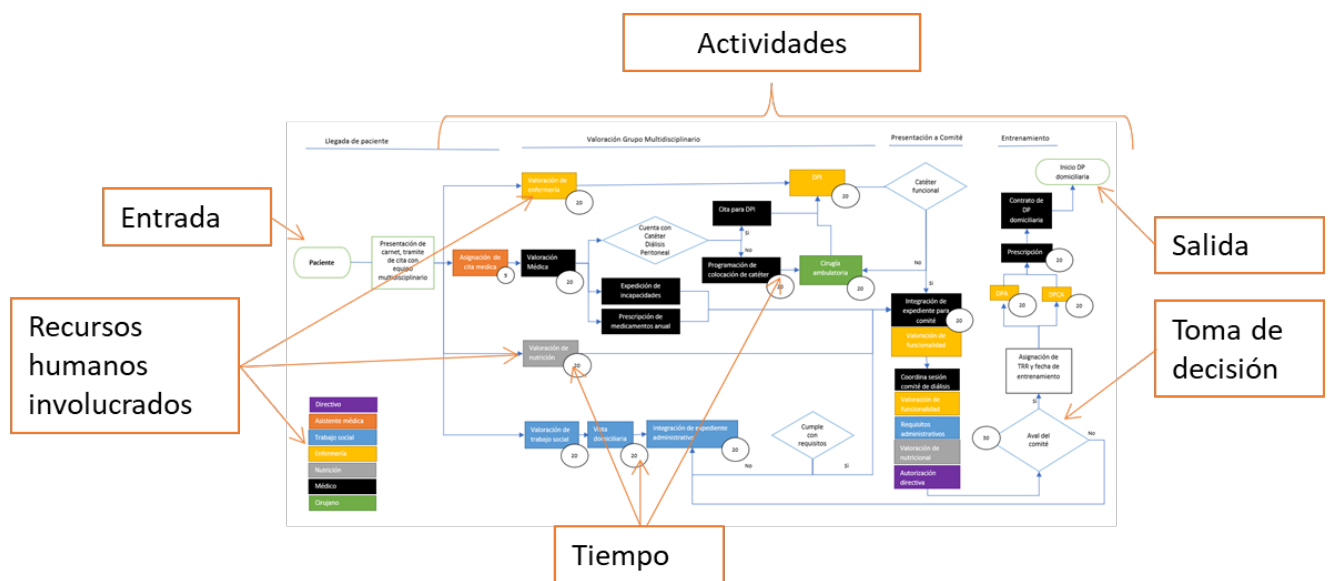 Actividades
Llegada de paciente
Valoración Grupo Multidisciplinario
Presentación a Comité
Entrenamiento
Entrada
Paciente
Presentación de
carnet, tramite de
cita con equipo
multidisciplinario
Asignación de
cita medica
5
Valoración
Médica
20
Valoración de
enfermería
20
Cuenta con
Catéter
Diálisis
Peritoneal
Si
No
Cita para DPI
DPI
20
Programación de
colocación de catéter
20
Cirugía
ambulatoria
20
Expedición de
incapacidades
Prescripción de
medicamentos anual
Valoración de
nutrición
20
Valoración de
trabajo social
20
Visita
domiciliaria
20
Integración de expediente
administrativo
20
Cumple
con
requisitos
No
Si
Catéter
funcional
No
Si
Integración de
expediente para
comité
20
Valoración de
funcionalidad
Coordina sesión
comité de diálisis
Valoración de
funcionalidad
Requisitos
administrativos
Valoración de
nutricional
Autorización
directiva
Inicio DP
domiciliaria
Contrato de
DP
domiciliaria
Prescripción
20
DPA
20
DPCA
20
Asignación de
TRR y fecha de
entrenamiento
Si
No
30
Aval del
comité
Salida
Toma de
decisión
Recursos
humanos
involucrados
Directivo
Asistente médica
Trabajo social
Enfermería
Nutrición
Médico
Cirujano
Tiempo